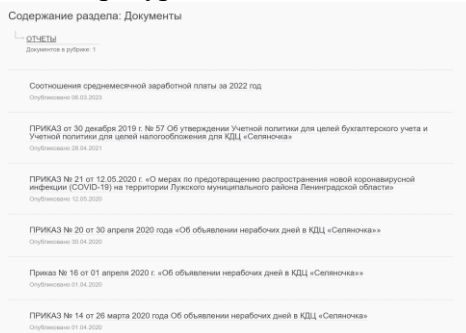 Содержание раздела: Документы
ОТЧЕТЫ
Документов в рубрике: 1
Соотношения среднемесячной заработной платы за 2022 год
Опубликовано 06.03.2023
ПРИКАЗ от 30 декабря 2019 г. № 57 Об утверждении Учетной политики для целей бухгалтерского учета и
Учетной политики для целей налогообложения для КДЦ «Селяночка»
Опубликовано 28.04.2021
ПРИКАЗ № 21 от 12.05.2020 г. «О мерах по предотвращению распространения новой коронавирусной
инфекции (COVID-19) на территории Лужского муниципального района Ленинградской области»
Опубликовано 12.05.2020
ПРИКАЗ № 20 от 30 апреля 2020 года «Об объявлении нерабочих дней в КДЦ «Селяночка»»
Опубликовано 30.04.2020
Приказ № 16 от 01 апреля 2020 г. «Об объявлении нерабочих дней в КДЦ «Селяночка»»
Опубликовано 01.04.2020
ПРИКАЗ № 14 от 26 марта 2020 года Об объявлении нерабочих дней в КДЦ «Селяночка»
Опубликовано 01.04.2020